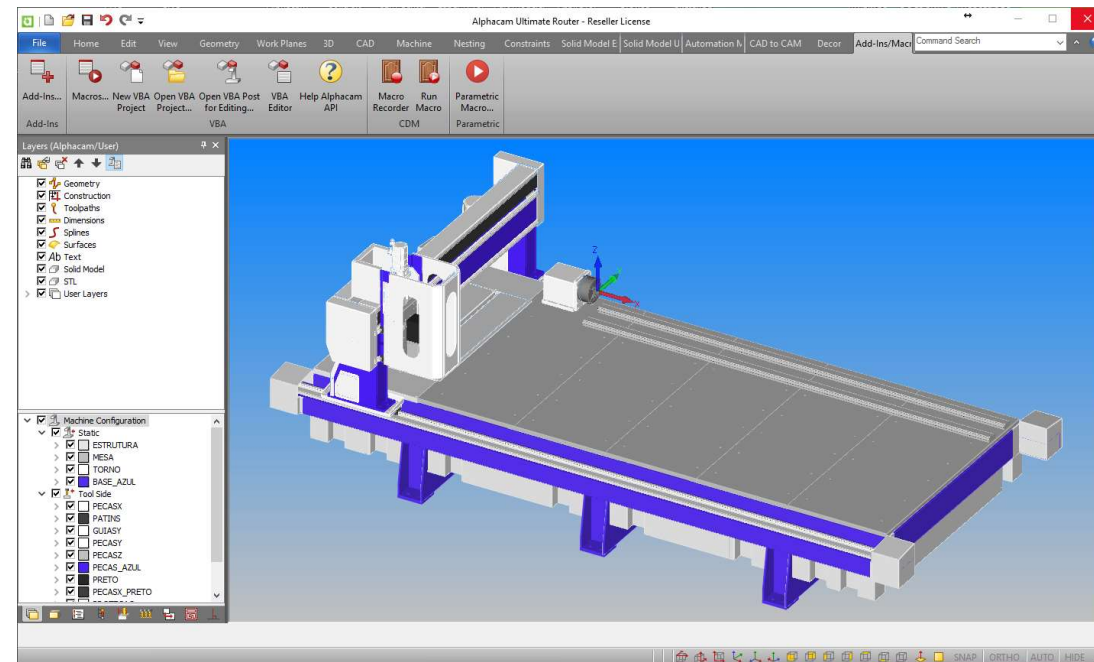 Alphacam Ultimate Router - Reseller License
File Home Edit View Geometry Work Planes 3D CAD Machine Nesting Constraints Solid Model E Solid Model U Automation M CAD to CAM Decor Add-Ins/Macr Command Search
Add-Ins... Macros... New VBA Open VBA Open VBA Post VBA Help Alphacam Macro Run Parametric
Project Project... for Editing... Editor API Recorder Macro Macro...
Add-Ins VBA CDM Parametric
Layers (Alphacam/User)
Geometry
Construction
Toolpaths
Dimensions
Splines
Surfaces
Ab Text
Solid Model
STL
User Layers
Z
X
Machine Configuration
Static
ESTRUTURA
MESA
TORNO
BASE_AZUL
Tool Side
PECASX
PATINS
GUIASY
PECASY
PECASZ
PECAS_AZUL
PRETO
PECASX_PRETO
SNAP ORTHO AUTO HIDE